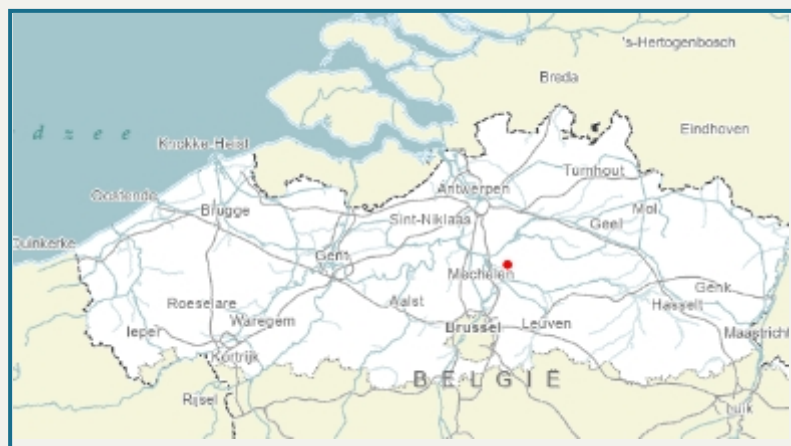 's-Hertogenbosch
Breda
Eindhoven
d z e e
Knokke-Heist
Turnhout
Antwerpen
Oostende
Mol
Brugge
Sint-Niklaas
Geel
Duinkerke
Gent
Mechelen
Genk
Roeselare
Aalst
Hasselt
Waregem
Brussel
Leuven
Ieper
Maastricht
Kortrijk
BELGIË
Rijsel
Luik